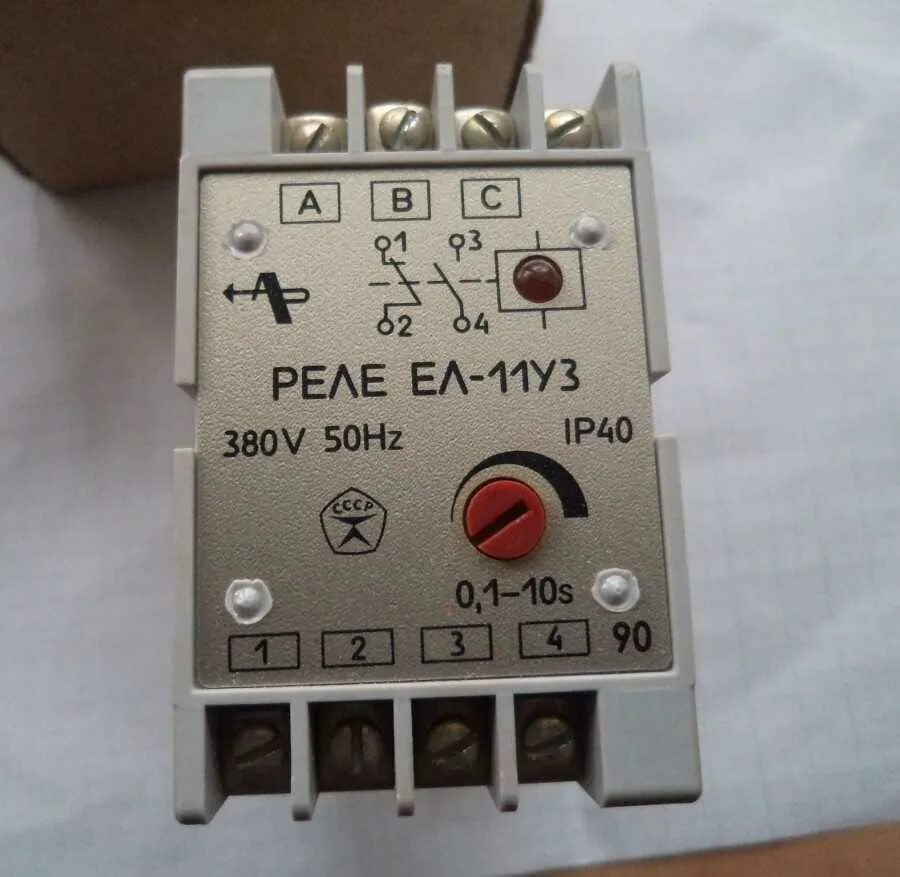 A B C
1 3
2 4
АР
РЕЛЕ ЕЛ-11У3
380V 50Hz IP40
СССР
0,1-10s
1 2 3 4 90